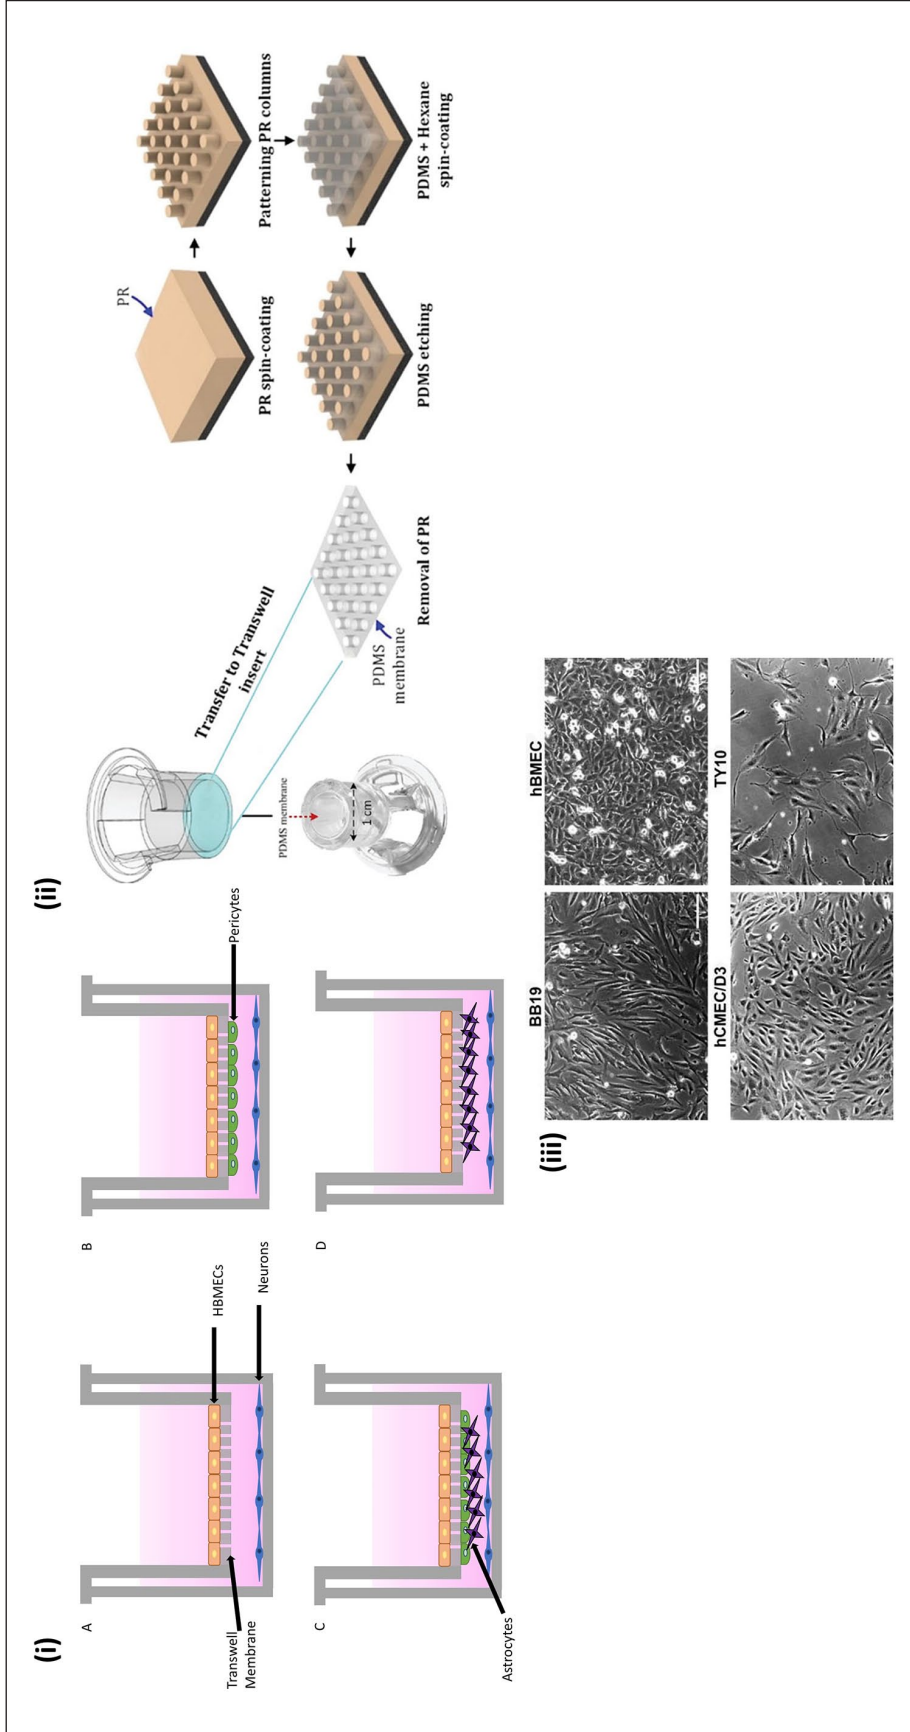 (i)
A
B
HBMECs
Pericytes
Transwell
Membrane
Neurons
C
D
Astrocytes
(ii)
PR
PR spin-coating
Patterning PR columns
PDMS + Hexane
spin-coating
PDMS etching
Removal of PR
PDMS
membrane
Transfer to Transwell
insert
PDMS membrane
1 cm
(iii)
BB19
hBMEC
hCMEC/D3
TY10